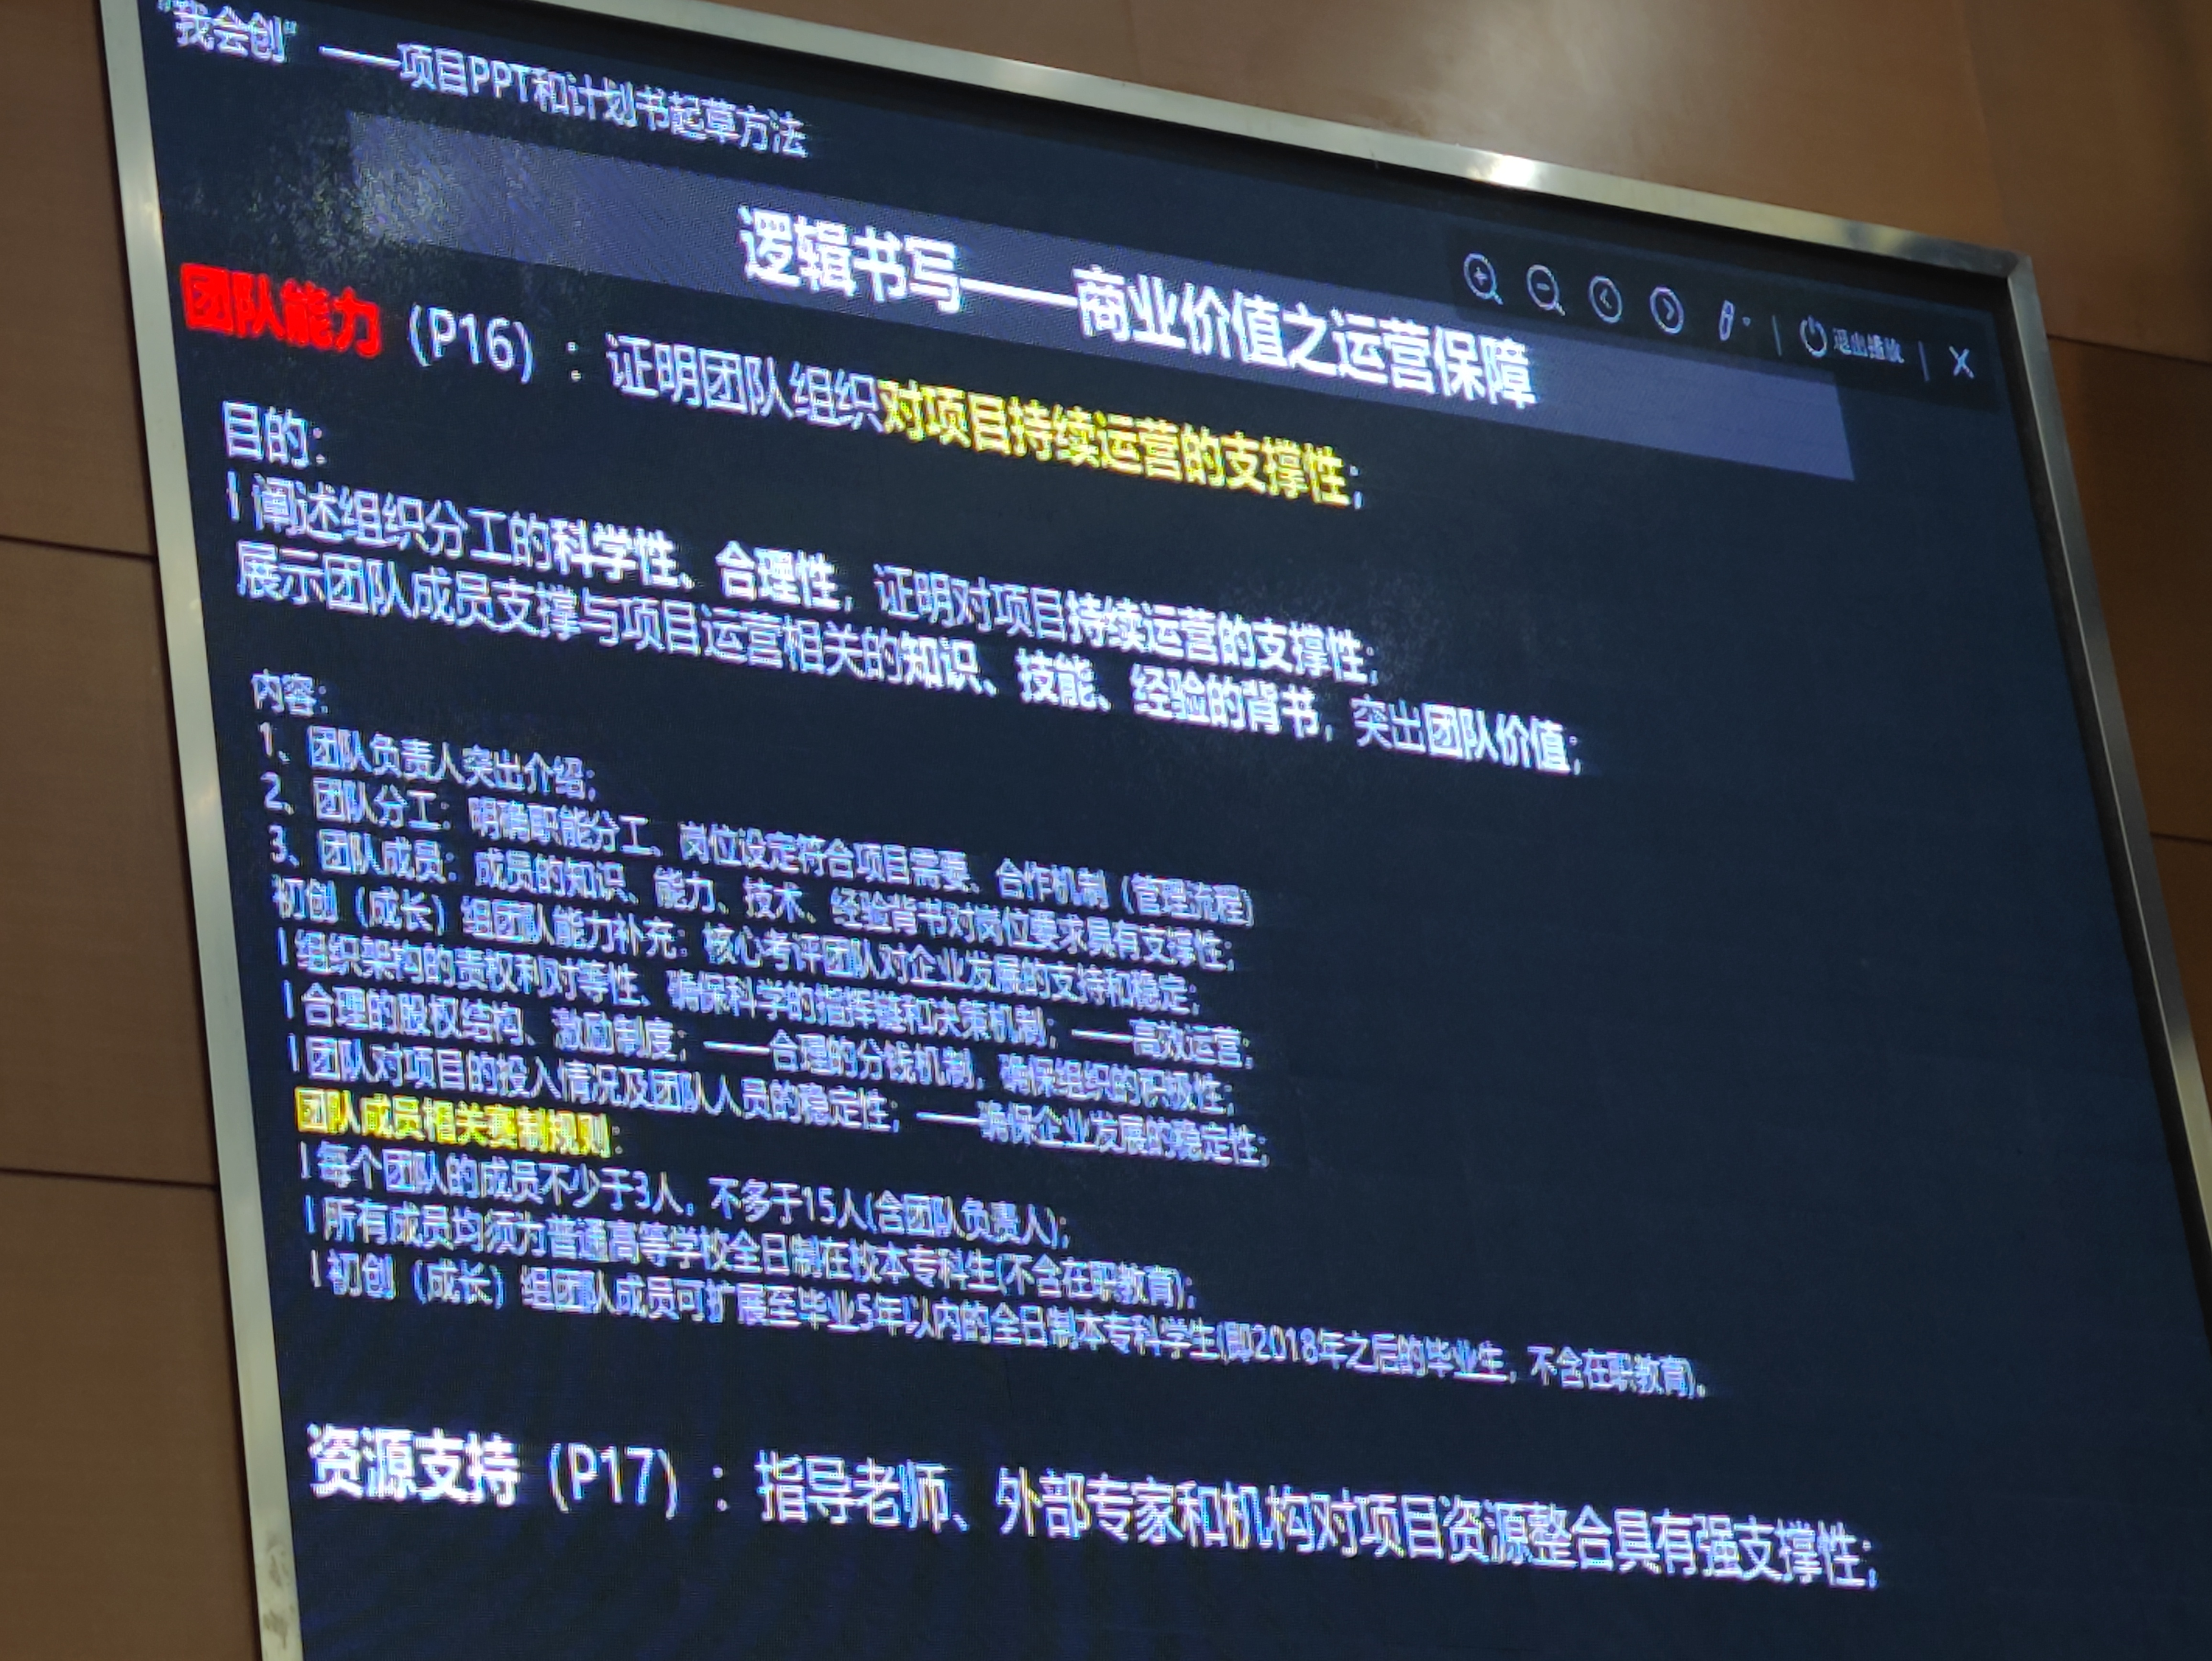 "我会创" ——项目PPT和计划书起草方法
逻辑书写——商业价值之运营保障
退出播放
团队能力（P16）：证明团队组织对项目持续运营的支撑性；
目的：
l 阐述组织分工的科学性、合理性，证明对项目持续运营的支撑性；
展示团队成员支撑与项目运营相关的知识、技能、经验的背书，突出团队价值；
内容：
1、团队负责人突出介绍；
2、团队分工：明确职能分工、岗位设定符合项目需要、合作机制（管理流程）
3、团队成员：成员的知识、能力、技术、经验背书对岗位要求具有支撑性；
初创（成长）组团队能力补充：核心考评团队对企业发展的支持和稳定；
l 组织架构的责权利对等性、确保科学的指挥链和决策机制；——高效运营；
l 合理的股权结构、激励制度；——合理的分钱机制，确保组织的积极性；
l 团队对项目的投入情况及团队人员的稳定性；——确保企业发展的稳定性；
团队成员相关赛制规则：
l 每个团队的成员不少于3人，不多于15人(含团队负责人)；
l 所有成员均须为普通高等学校全日制在校本专科生(不含在职教育)；
l 初创（成长）组团队成员可扩展至毕业5年以内的全日制本专科学生(即2018年之后的毕业生，不含在职教育)。
资源支持（P17）：指导老师、外部专家和机构对项目资源整合具有强支撑性；